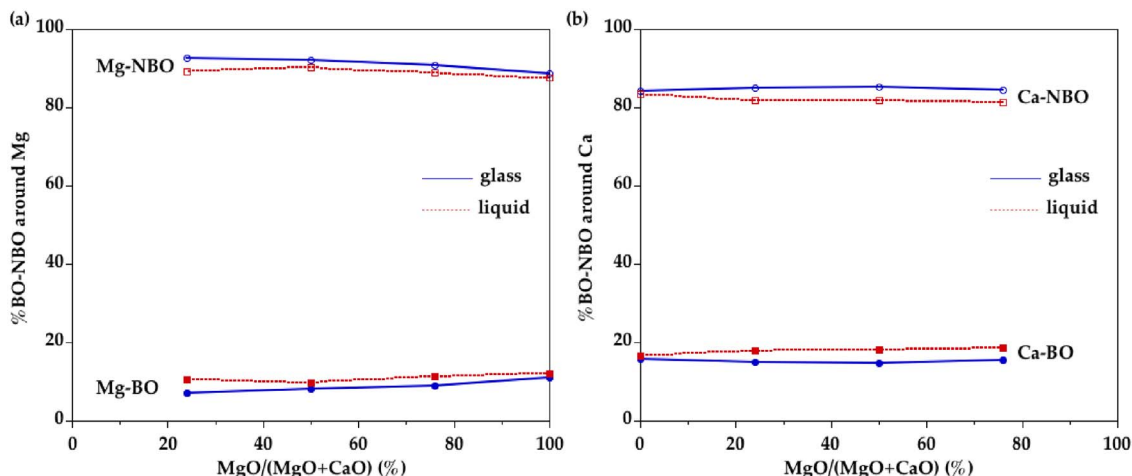 (a)
100
80
60
40
20
0
%BO-NBO around Mg
Mg-NBO
glass
liquid
Mg-BO
0 20 40 60 80 100
MgO/(MgO+CaO) (%)
(b)
100
80
60
40
20
0
%BO-NBO around Ca
Ca-NBO
glass
liquid
Ca-BO
0 20 40 60 80 100
MgO/(MgO+CaO) (%)